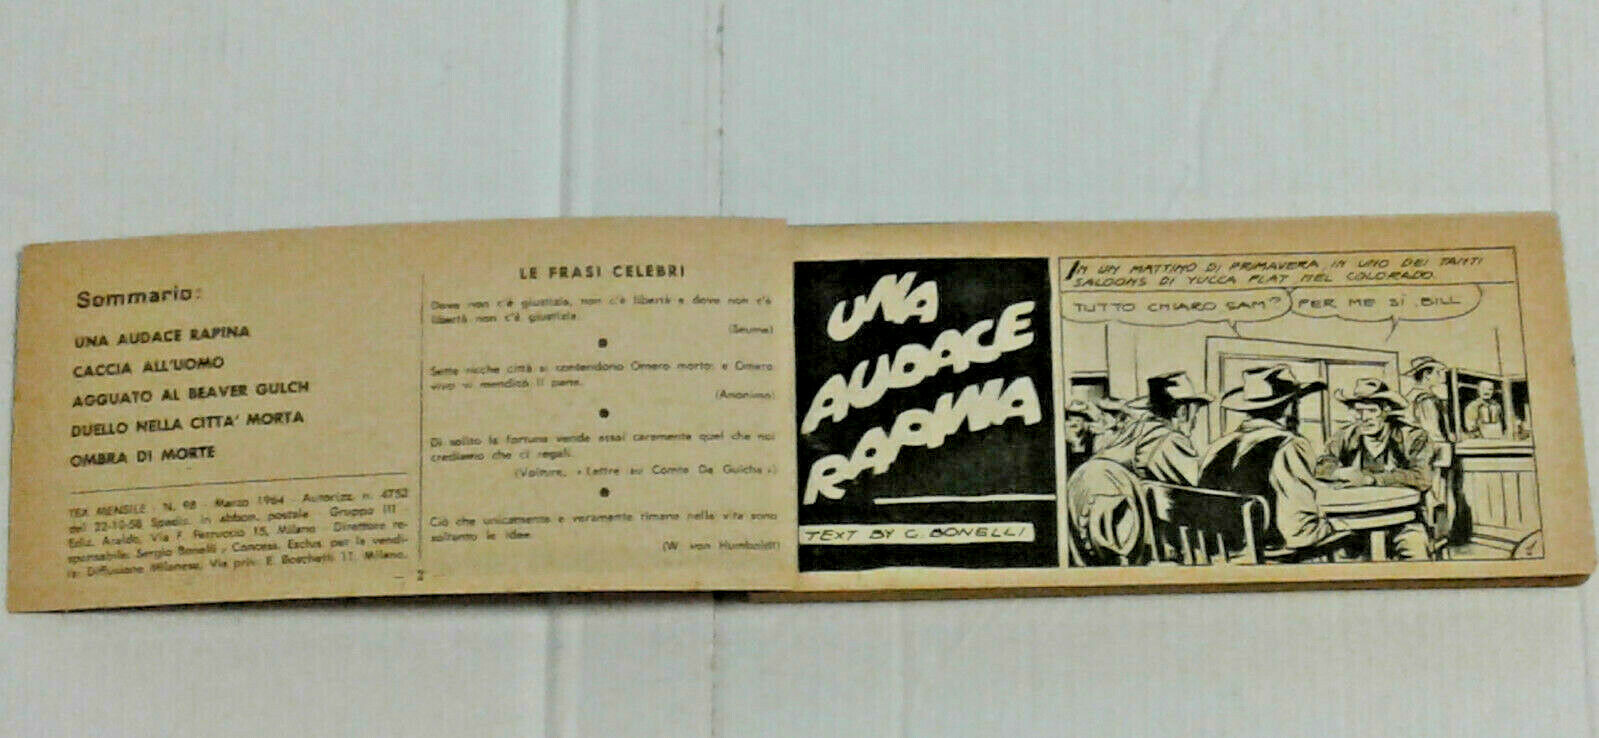 Sommario:
UNA AUDACE RAPINA
CACCIA ALL'UOMO
AGGUATO AL BEAVER GULCH
DUELLO NELLA CITTA' MORTA
OMBRA DI MORTE
TEX MENSILE - N. 98 - Marzo 1964 - Autorizz. n. 4752
del 22-10-58 Spediz. in abbon. postale - Gruppo III -
Ediz. Araldo, Via F. Ferruccio 15, Milano - Direttore re-
sponsabile: Sergio Bonelli - Concess. Esclus. per la vendi-
ta: Diffusione Milanese, Via priv. E. Boschetti 11, Milano.
— 2 —
LE FRASI CELEBRI
Dove non c'è giustizia, non c'è libertà e dove non c'è
libertà non c'è giustizia.
(Seume)
Sette ricche città si contendono Omero morto: e Omero
vivo vi mendicò il pane.
(Anonimo)
Di solito la fortuna vende assai caramente quel che noi
crediamo che ci regali.
(Voiture, « Lettre au Comte De Guiche »)
Ciò che unicamente e veramente rimane nella vita sono
soltanto le idee.
(W. von Humboldt)
UNA
AUDACE
RAPINA
TEXT BY G. BONELLI
IN UN MATTINO DI PRIMAVERA IN UNO DEI TANTI
SALOONS DI YUCCA FLAT NEL COLORADO.
TUTTO CHIARO SAM?
PER ME SÌ, BILL
1